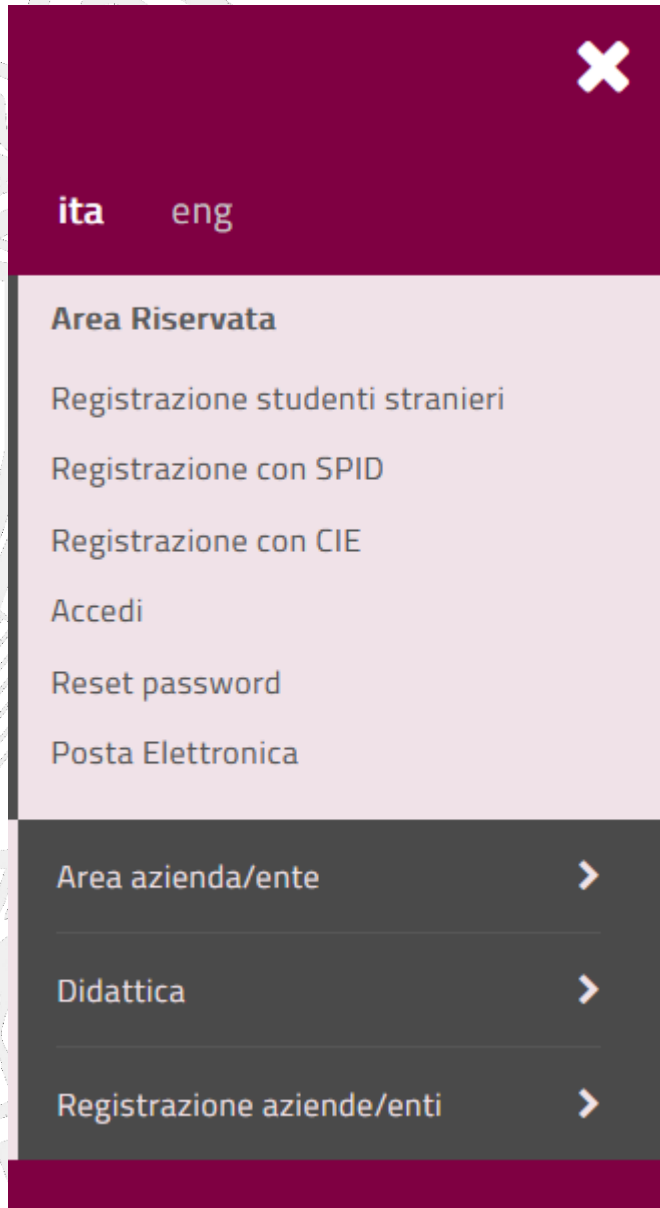 ita eng
Area Riservata
Registrazione studenti stranieri
Registrazione con SPID
Registrazione con CIE
Accedi
Reset password
Posta Elettronica
Area azienda/ente
Didattica
Registrazione aziende/enti